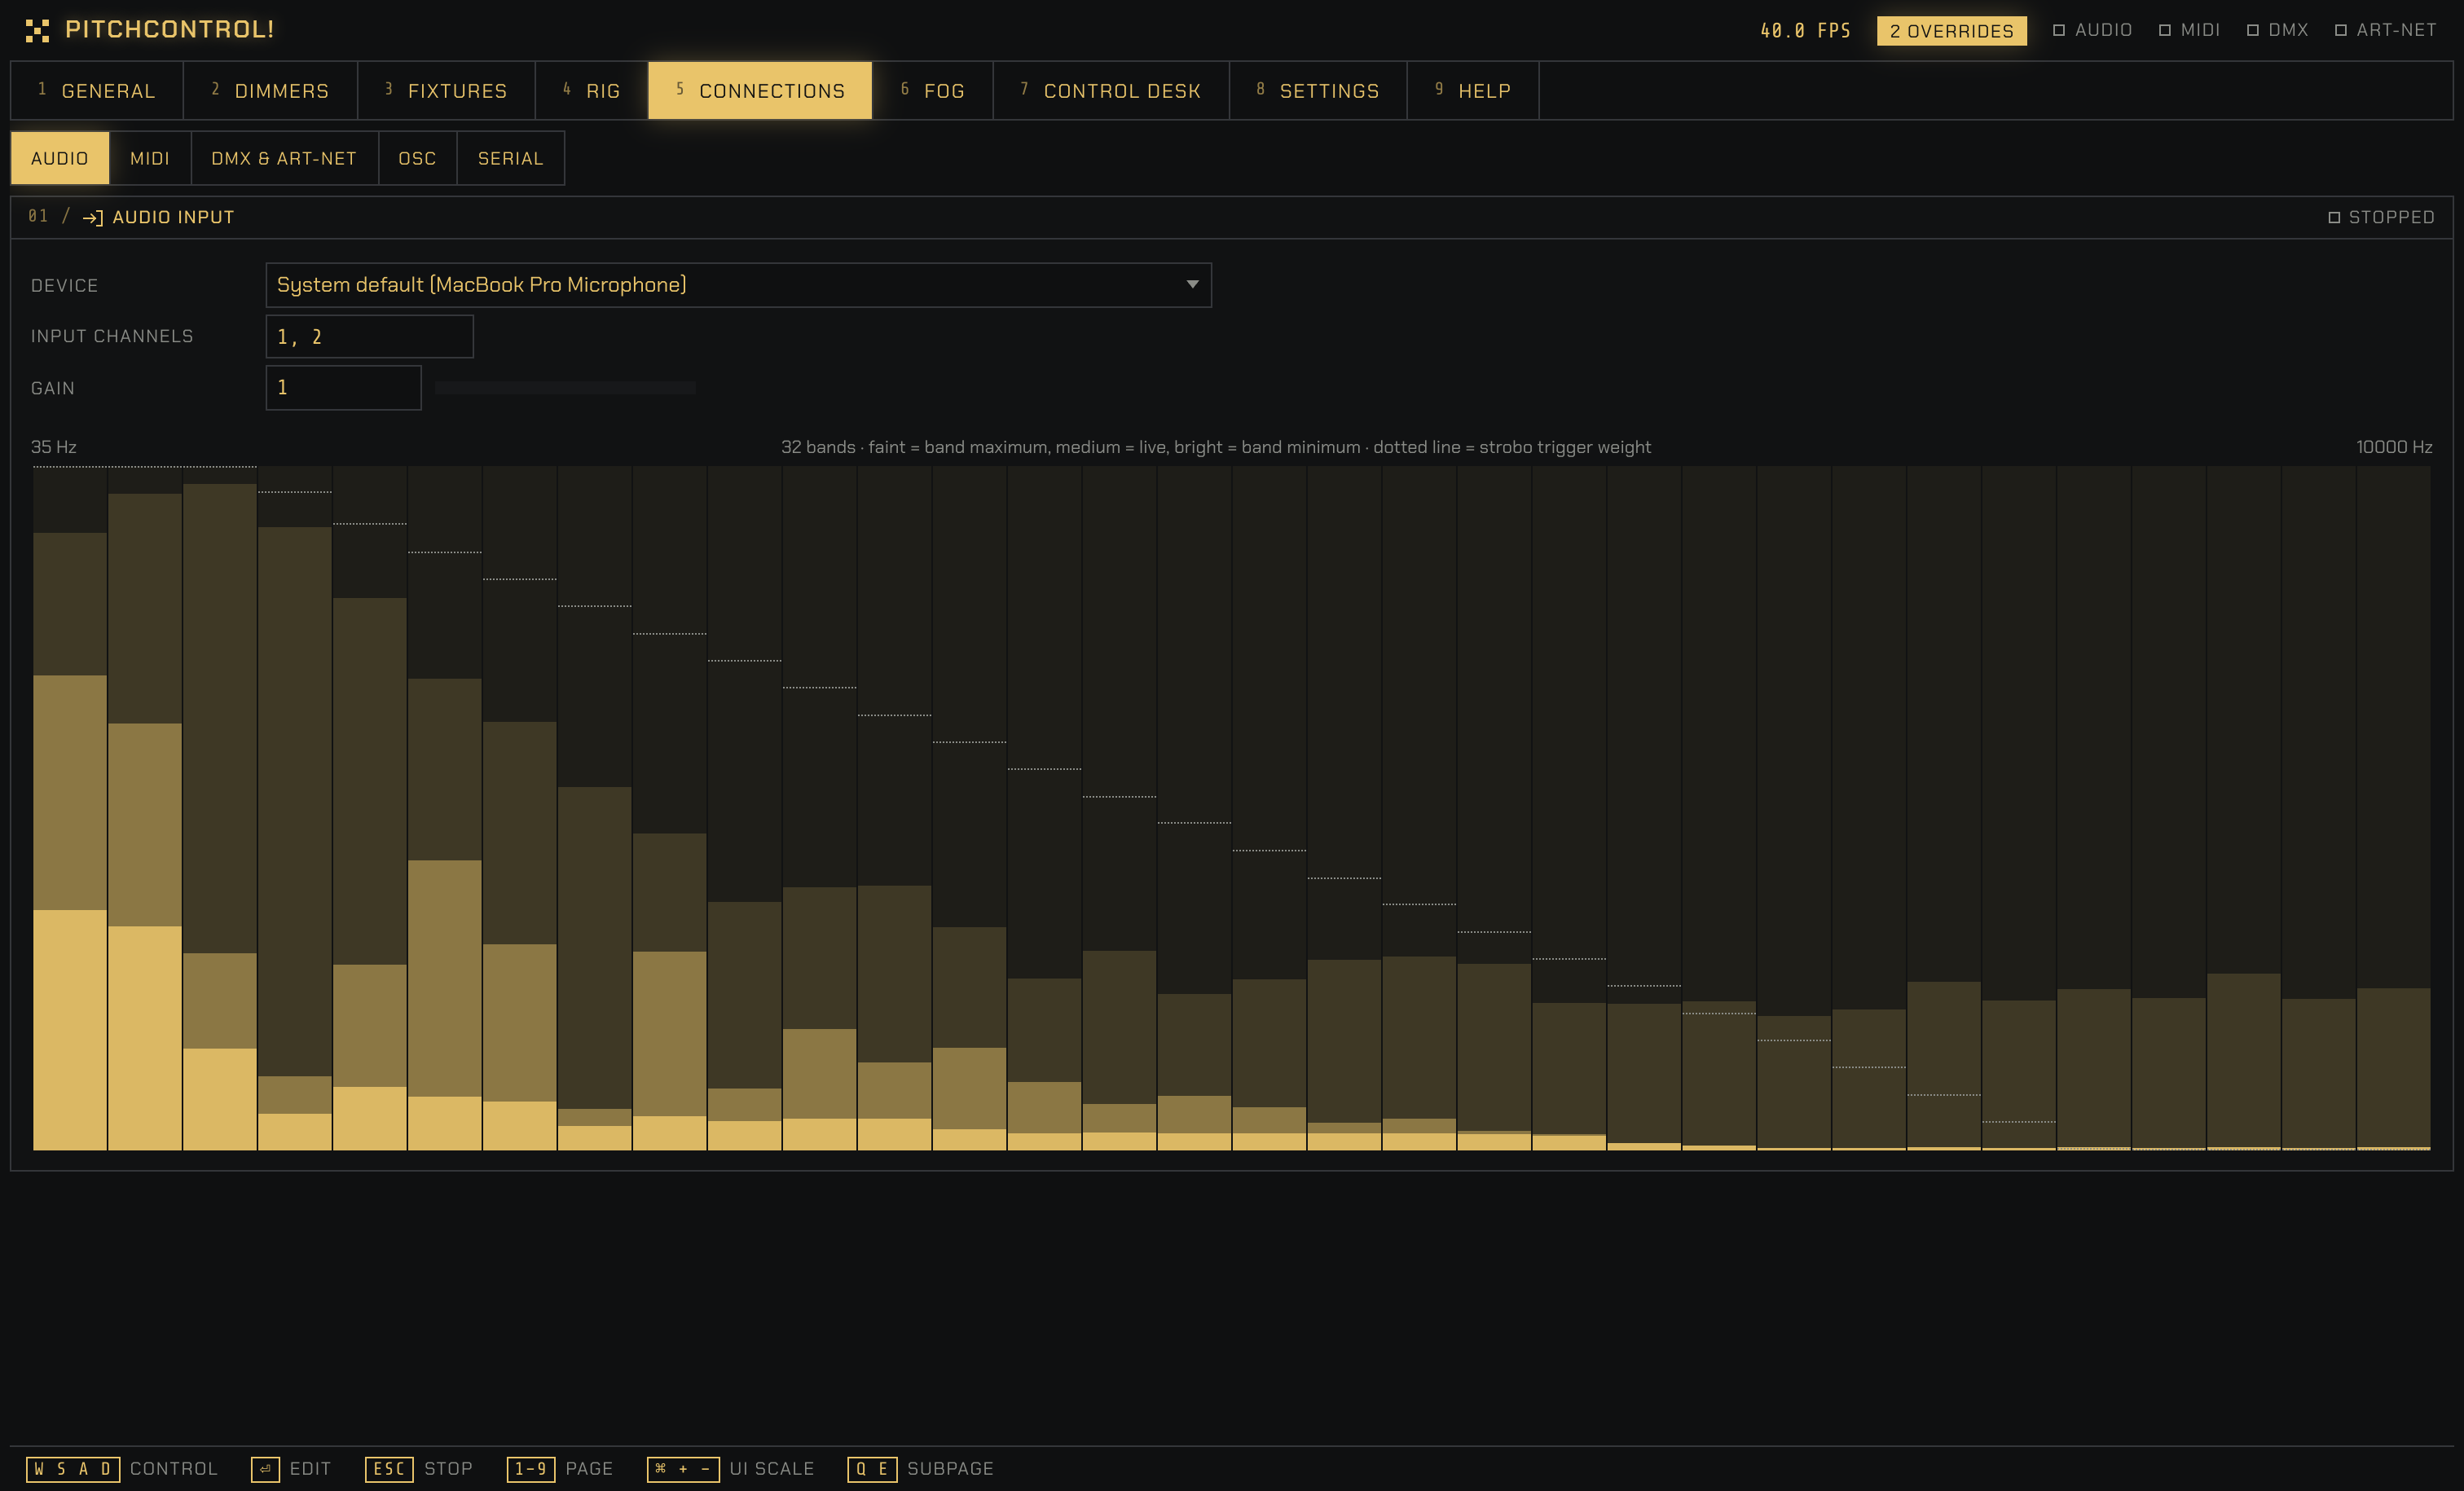 PITCHCONTROL!
40.0 FPS 2 OVERRIDES AUDIO MIDI DMX ART-NET
1 GENERAL 2 DIMMERS 3 FIXTURES 4 RIG 5 CONNECTIONS 6 FOG 7 CONTROL DESK 8 SETTINGS 9 HELP
AUDIO MIDI DMX & ART-NET OSC SERIAL
01 / AUDIO INPUT STOPPED
DEVICE System default (MacBook Pro Microphone)
INPUT CHANNELS 1, 2
GAIN 1
35 Hz 32 bands · faint = band maximum, medium = live, bright = band minimum · dotted line = strobo trigger weight 10000 Hz
W S A D CONTROL ⏎ EDIT ESC STOP 1-9 PAGE ⌘ + - UI SCALE Q E SUBPAGE